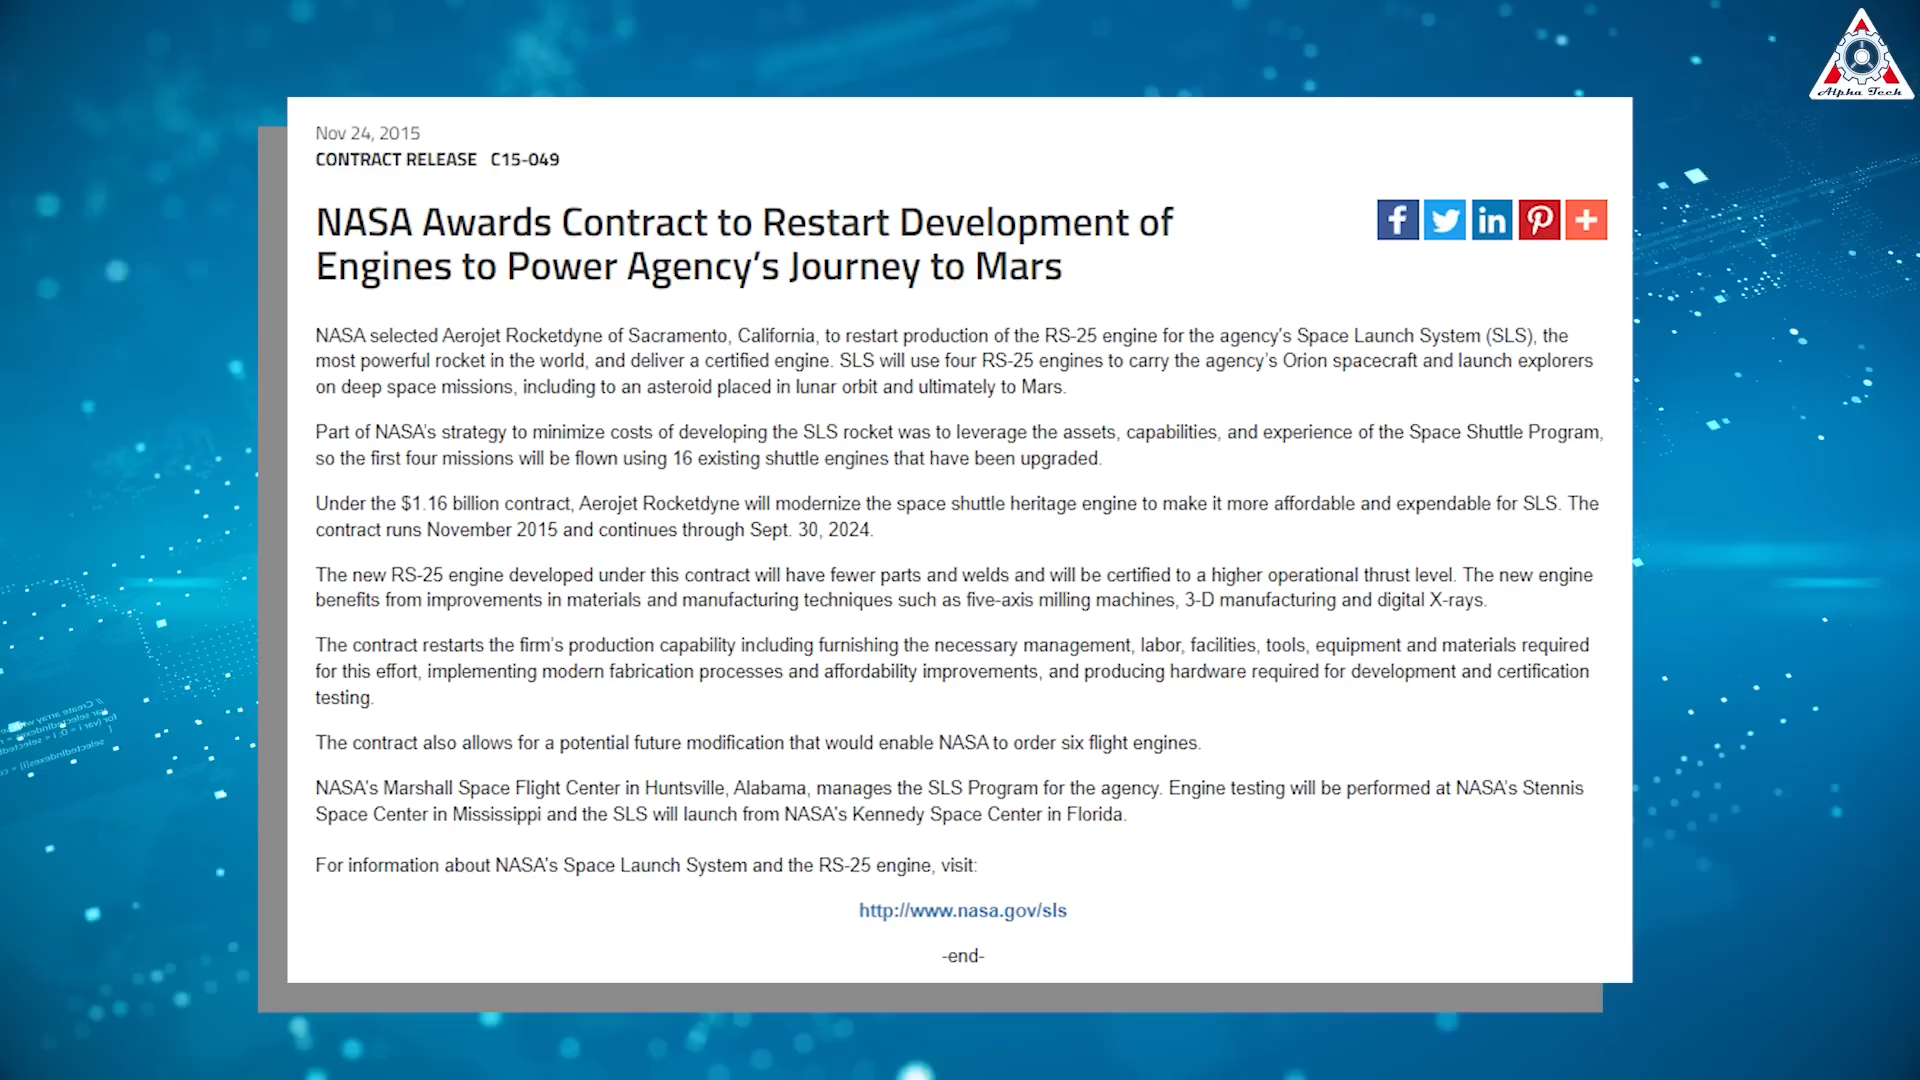 Alpha Tech
Nov 24, 2015
CONTRACT RELEASE C15-049
NASA Awards Contract to Restart Development of
Engines to Power Agency’s Journey to Mars
NASA selected Aerojet Rocketdyne of Sacramento, California, to restart production of the RS-25 engine for the agency's Space Launch System (SLS), the
most powerful rocket in the world, and deliver a certified engine. SLS will use four RS-25 engines to carry the agency’s Orion spacecraft and launch explorers
on deep space missions, including to an asteroid placed in lunar orbit and ultimately to Mars.
Part of NASA’s strategy to minimize costs of developing the SLS rocket was to leverage the assets, capabilities, and experience of the Space Shuttle Program,
so the first four missions will be flown using 16 existing shuttle engines that have been upgraded.
Under the $1.16 billion contract, Aerojet Rocketdyne will modernize the space shuttle heritage engine to make it more affordable and expendable for SLS. The
contract runs November 2015 and continues through Sept. 30, 2024.
The new RS-25 engine developed under this contract will have fewer parts and welds and will be certified to a higher operational thrust level. The new engine
benefits from improvements in materials and manufacturing techniques such as five-axis milling machines, 3-D manufacturing and digital X-rays.
The contract restarts the firm’s production capability including furnishing the necessary management, labor, facilities, tools, equipment and materials required
for this effort, implementing modern fabrication processes and affordability improvements, and producing hardware required for development and certification
testing.
The contract also allows for a potential future modification that would enable NASA to order six flight engines.
NASA’s Marshall Space Flight Center in Huntsville, Alabama, manages the SLS Program for the agency. Engine testing will be performed at NASA’s Stennis
Space Center in Mississippi and the SLS will launch from NASA’s Kennedy Space Center in Florida.
For information about NASA's Space Launch System and the RS-25 engine, visit:
http://www.nasa.gov/sls
-end-